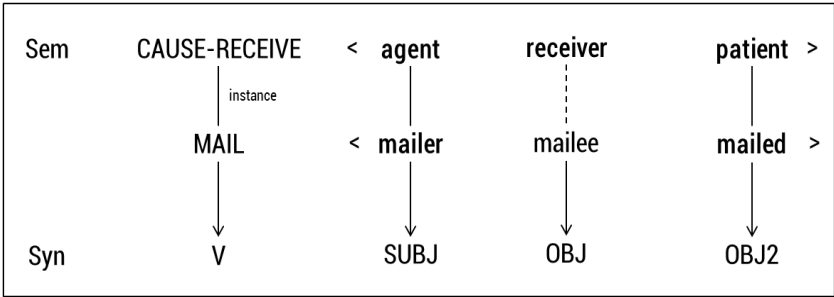 Sem CAUSE-RECEIVE < agent receiver patient >
instance
MAIL < mailer mailee mailed >
Syn V SUBJ OBJ OBJ2